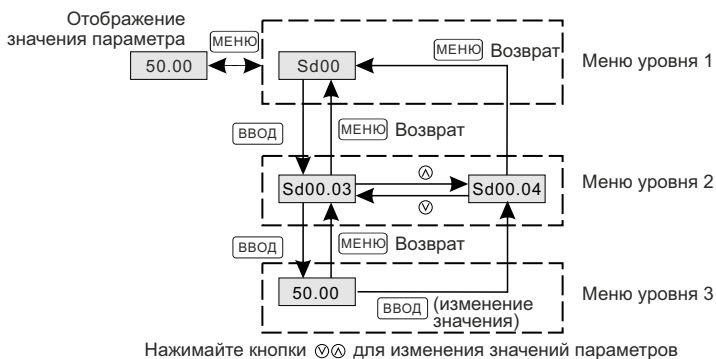 Отображение
значения параметра
МЕНЮ
50.00
Sd00
МЕНЮ Возврат
Меню уровня 1
ВВОД
МЕНЮ Возврат
Sd00.03
Sd00.04
Меню уровня 2
ВВОД
МЕНЮ Возврат
50.00
ВВОД (изменение
значения)
Меню уровня 3
Нажимайте кнопки для изменения значений параметров